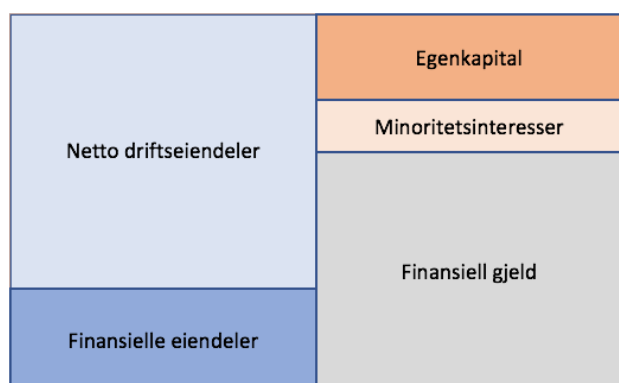 Netto driftseiendeler
Finansielle eiendeler
Egenkapital
Minoritetsinteresser
Finansiell gjeld